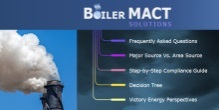 BOILER MACT
SOLUTIONS
Frequently Asked Questions
Major Source Vs. Area Source
Step-by-Step Compliance Guide
Decision Tree
Victory Energy Perspectives